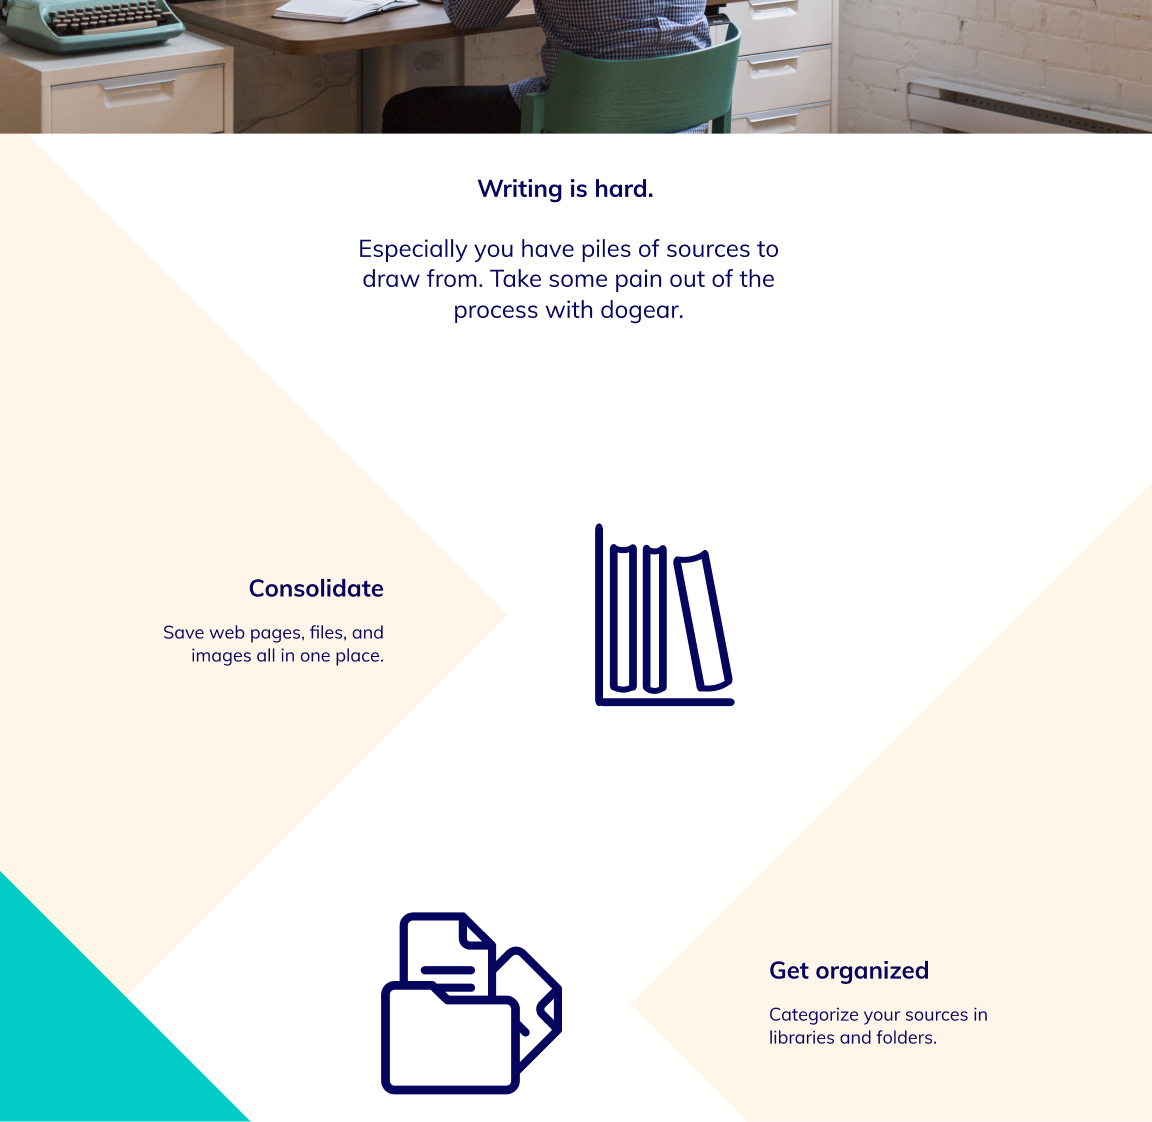 Writing is hard.
Especially you have piles of sources to
draw from. Take some pain out of the
process with dogear.
Consolidate
Save web pages, files, and
images all in one place.
Get organized
Categorize your sources in
libraries and folders.